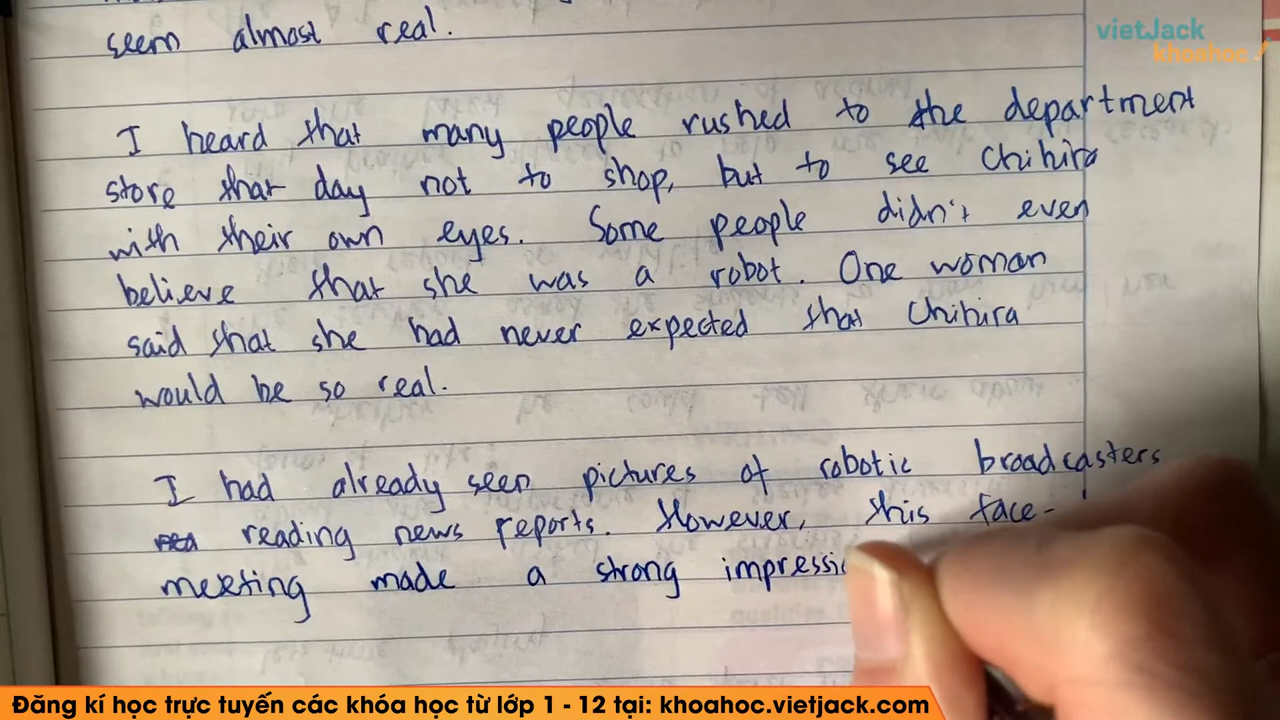 seem almost real.
I heard that many people rushed to the department
store that day not to shop, but to see Chihira
with their own eyes. Some people didn't even
believe that she was a robot. One woman
said that she had never expected that Chihira
would be so real.
I had already seen pictures of robotic broadcasters
reading news reports. However, this face-
meeting made a strong
vietJack
khoahoc
Đăng kí học trực tuyến các khóa học từ lớp 1 - 12 tại: khoahoc.vietjack.com